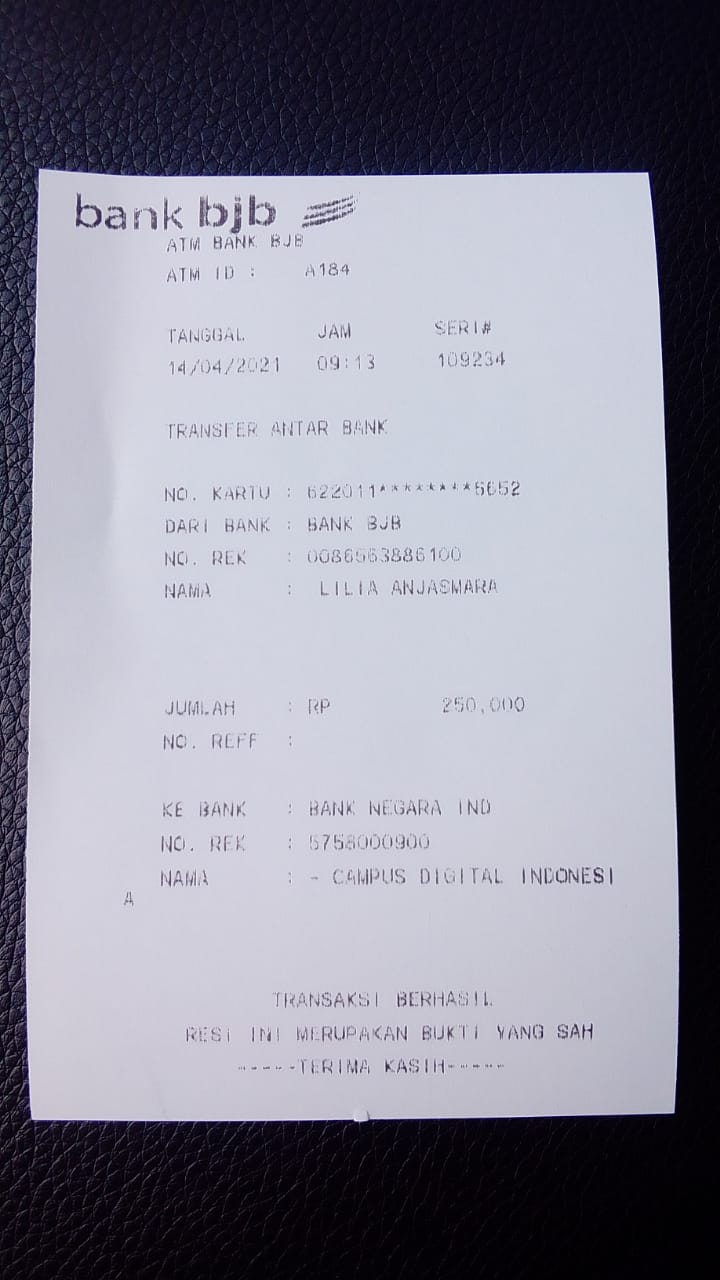 bank bjb
ATM BANK BJB
ATM ID : A184
TANGGAL JAM SERI#
14/04/2021 09:13 109234
TRANSFER ANTAR BANK
NO. KARTU : 622011********5652
DARI BANK : BANK BJB
NO. REK : 0086563886100
NAMA : LILIA ANJASMARA
JUMLAH : RP 250,000
NO. REFF :
KE BANK : BANK NEGARA IND
NO. REK : 5758000900
NAMA : - CAMPUS DIGITAL INDONESI
A
TRANSAKSI BERHASIL
RESI INI MERUPAKAN BUKTI YANG SAH
-----TERIMA KASIH-----